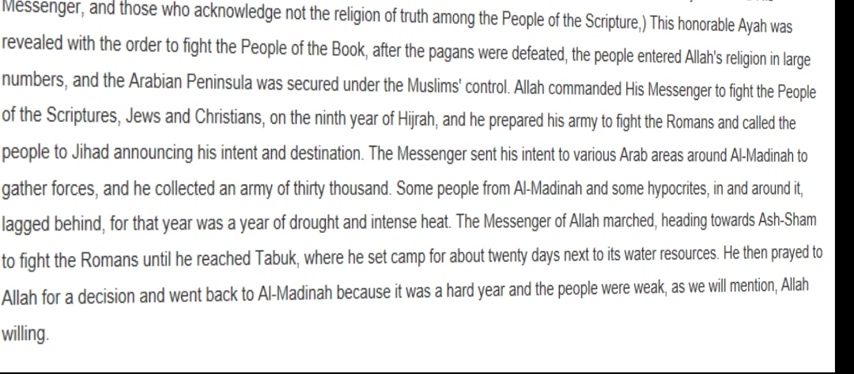 Messenger, and those who acknowledge not the religion of truth among the People of the Scripture,) This honorable Ayah was
revealed with the order to fight the People of the Book, after the pagans were defeated, the people entered Allah's religion in large
numbers, and the Arabian Peninsula was secured under the Muslims' control. Allah commanded His Messenger to fight the People
of the Scriptures, Jews and Christians, on the ninth year of Hijrah, and he prepared his army to fight the Romans and called the
people to Jihad announcing his intent and destination. The Messenger sent his intent to various Arab areas around Al-Madinah to
gather forces, and he collected an army of thirty thousand. Some people from Al-Madinah and some hypocrites, in and around it,
lagged behind, for that year was a year of drought and intense heat. The Messenger of Allah marched, heading towards Ash-Sham
to fight the Romans until he reached Tabuk, where he set camp for about twenty days next to its water resources. He then prayed to
Allah for a decision and went back to Al-Madinah because it was a hard year and the people were weak, as we will mention, Allah
willing.